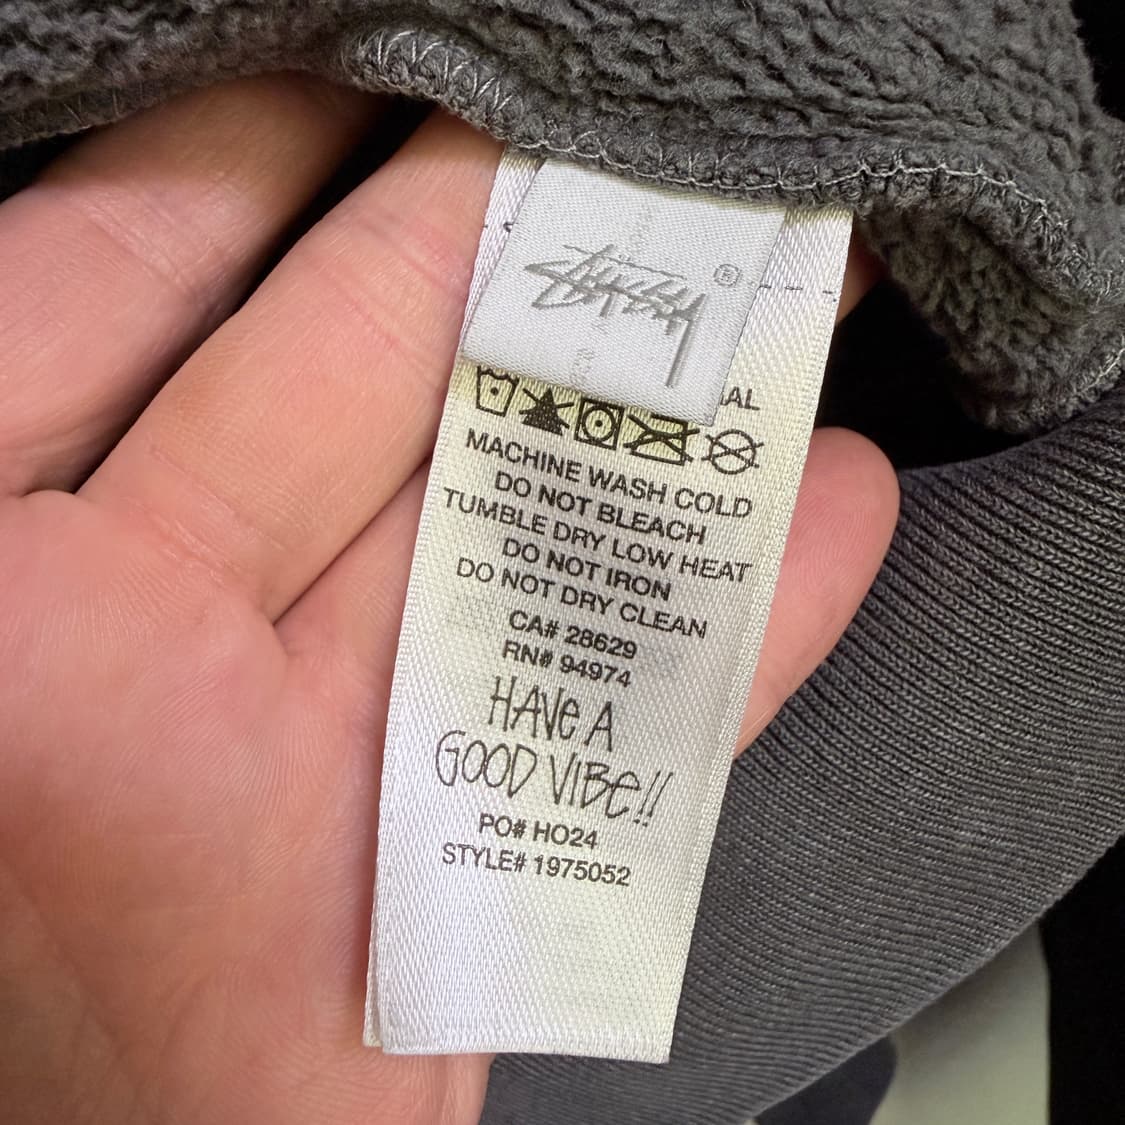 Stüssy ®
MACHINE WASH COLD
DO NOT BLEACH
TUMBLE DRY LOW HEAT
DO NOT IRON
DO NOT DRY CLEAN
CA# 28629
RN# 94974
HAVE A
GOOD VIBE!!
PO# HO24
STYLE# 1975052